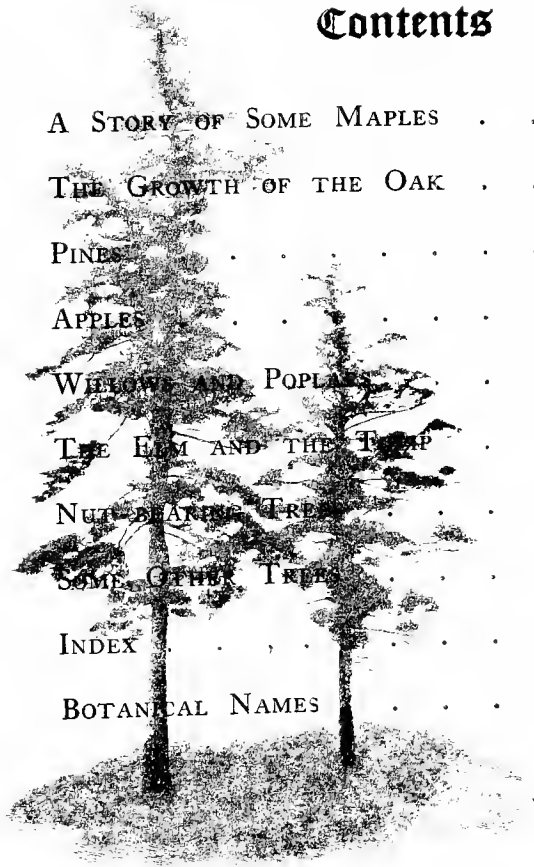 Contents
A Story of Some Maples . .
The Growth of the Oak . .
Pines . . . . . . .
Apples . . . . . . .
Willows and Poplars . . .
The Elm and the Tulip .
Nut-bearing Trees . . .
Some Other Trees . . .
Index . . . . . . .
Botanical Names . . .